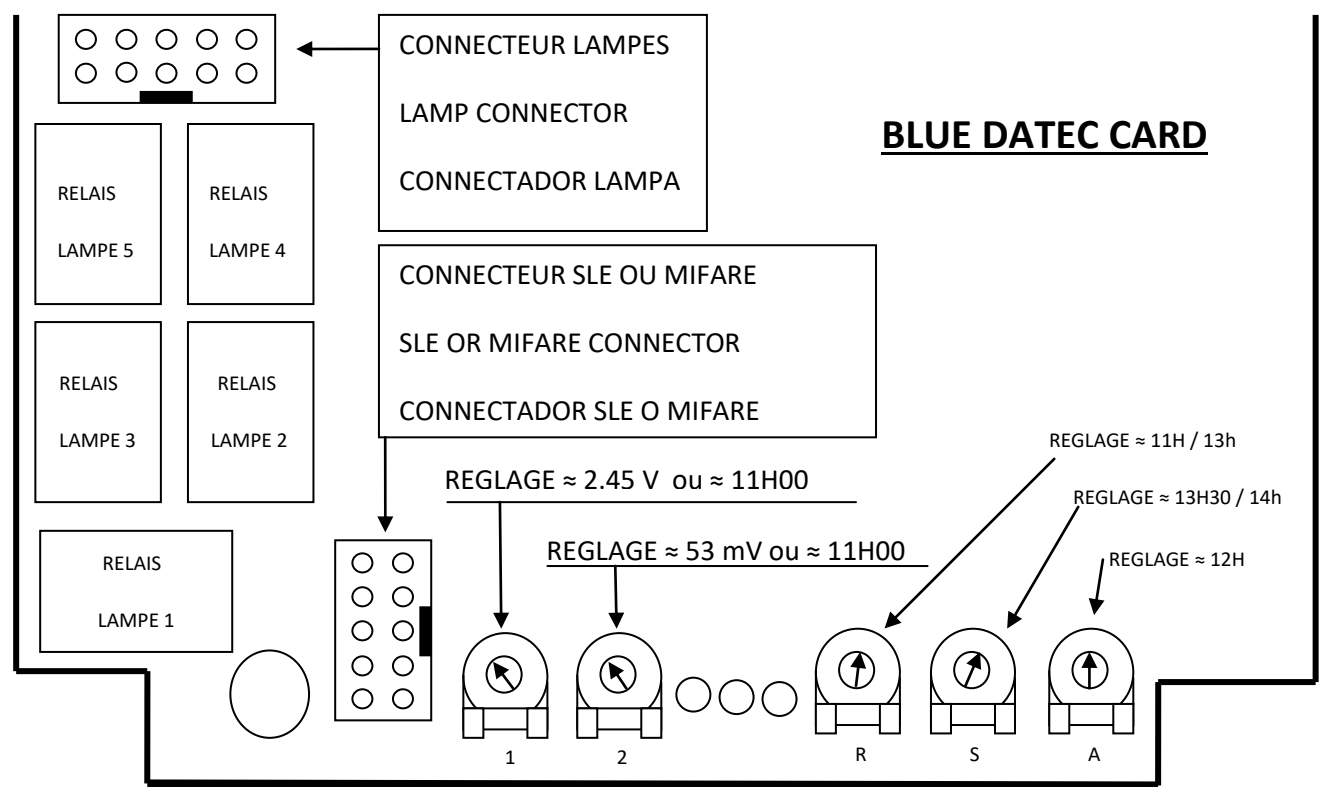 CONNECTEUR LAMPES
LAMP CONNECTOR
CONNECTADOR LAMPA
BLUE DATEC CARD
RELAIS
LAMPE 5
RELAIS
LAMPE 4
CONNECTEUR SLE OU MIFARE
SLE OR MIFARE CONNECTOR
CONNECTADOR SLE O MIFARE
RELAIS
LAMPE 3
RELAIS
LAMPE 2
REGLAGE ≈ 11H / 13h
REGLAGE ≈ 2.45 V ou ≈ 11H00
REGLAGE ≈ 13H30 / 14h
REGLAGE ≈ 53 mV ou ≈ 11H00
REGLAGE ≈ 12H
RELAIS
LAMPE 1
1
2
R
S
A